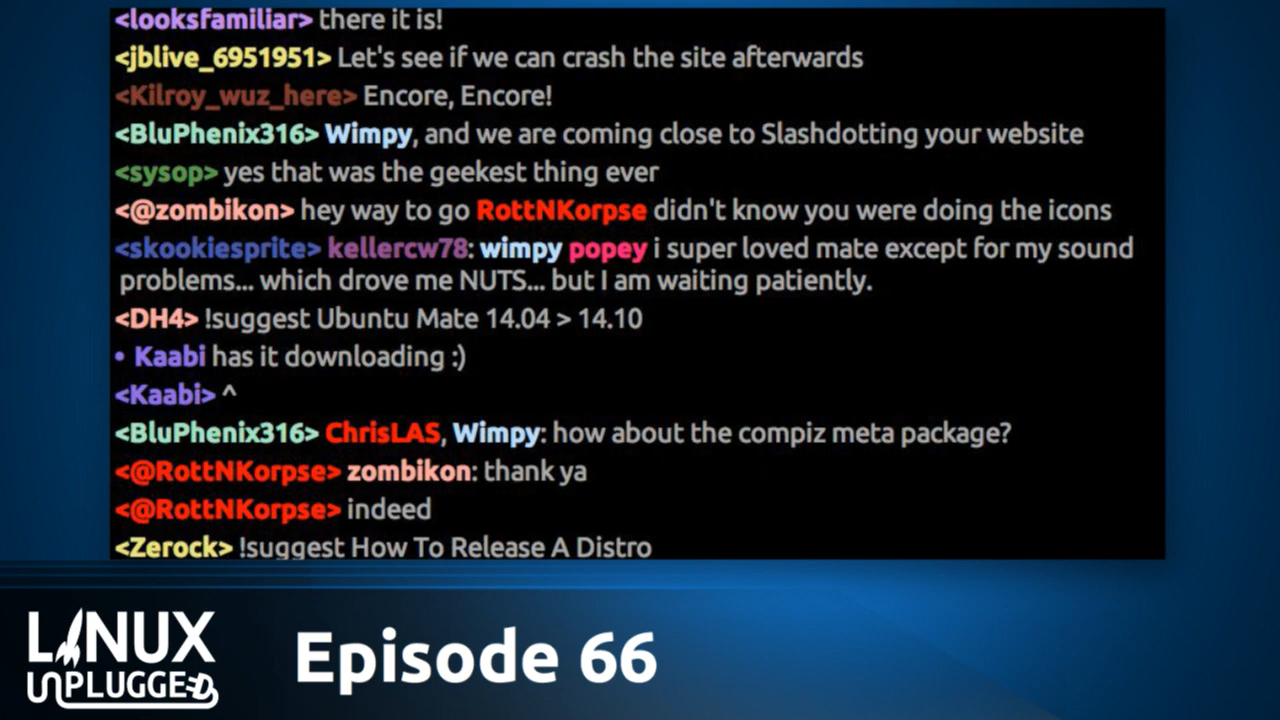 <looksfamiliar> there it is!
<jblive_6951951> Let's see if we can crash the site afterwards
<Kilroy_wuz_here> Encore, Encore!
<BluPhenix316> Wimpy, and we are coming close to Slashdotting your website
<sysop> yes that was the geekest thing ever
<@zombikon> hey way to go RottNKorpse didn't know you were doing the icons
<skookiesprite> kellercw78: wimpy popey i super loved mate except for my sound
problems... which drove me NUTS... but I am waiting patiently.
<DH4> !suggest Ubuntu Mate 14.04 > 14.10
• Kaabi has it downloading :)
<Kaabi> ^
<BluPhenix316> ChrisLAS, Wimpy: how about the compiz meta package?
<@RottNKorpse> zombikon: thank ya
<@RottNKorpse> indeed
<Zerock> !suggest How To Release A Distro
LINUX
UNPLUGGED
Episode 66